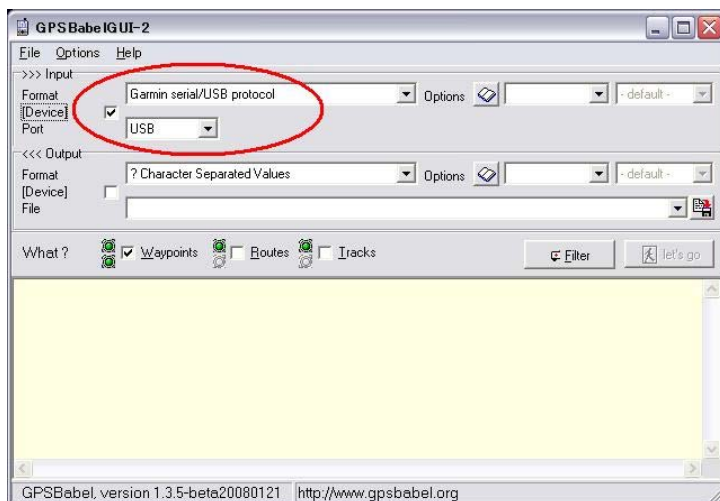 GPSBabelGUI-2
File Options Help
>>> Input
Format Garmin serial/USB protocol Options - default -
[Device]
Port USB
<<< Output
Format ? Character Separated Values Options - default -
[Device]
File
What ? Waypoints Routes Tracks Filter let's go
GPSBabel, version 1.3.5-beta20080121 http://www.gpsbabel.org